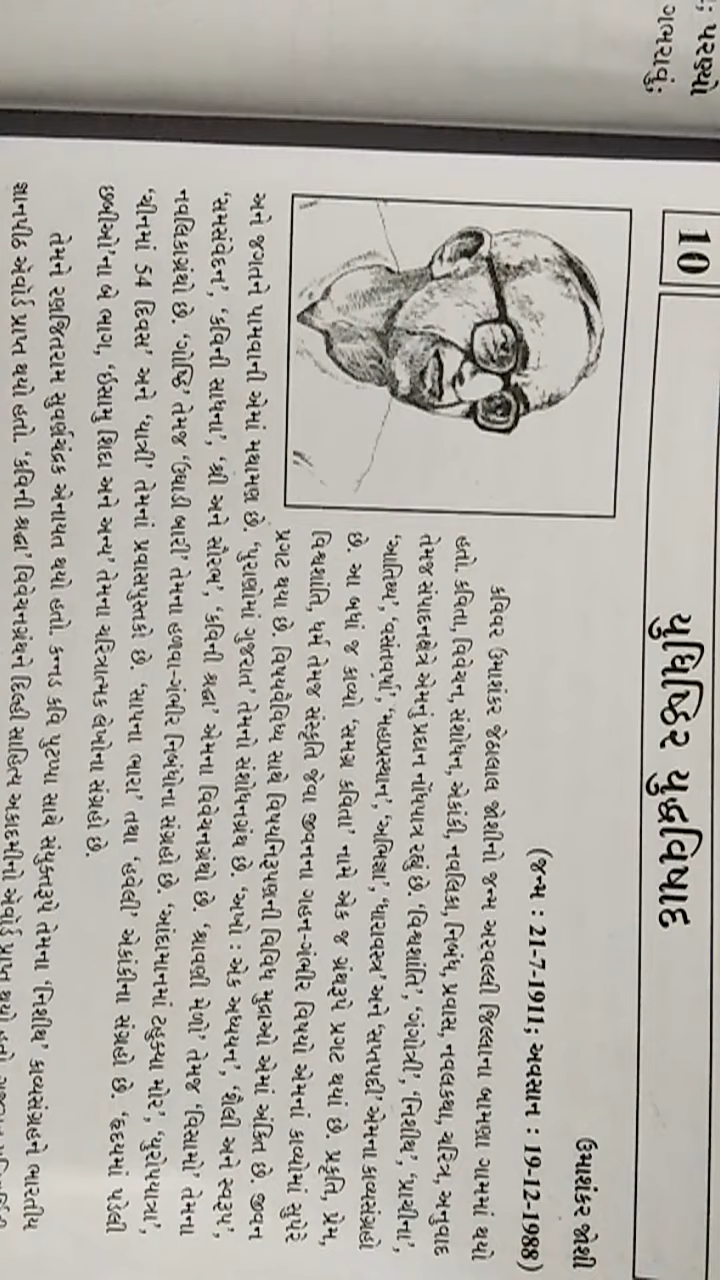 ; પરણ્યો
ગભરાવું;
10
યુધિષ્ઠિર યુદ્ધવિષાદ
ઉમાશંકર જોશી
(જન્મ : 21-7-1911; અવસાન : 19-12-1988)
કવિવર ઉમાશંકર જેઠાલાલ જોશીનો જન્મ અરવલ્લી જિલ્લાના બામણા ગામમાં થયો
હતો. કવિતા, વિવેચન, સંશોધન, એકાંકી, નવલિકા, નિબંધ, પ્રવાસ, નવલકથા, ચરિત્ર, અનુવાદ
તેમજ સંપાદનક્ષેત્રે એમનું પ્રદાન નોંધપાત્ર રહ્યું છે. 'વિશ્વશાંતિ', 'ગંગોત્રી', 'નિશીથ', 'પ્રાચીના',
'આતિથ્ય', 'વસંતવર્ષા', 'મહાપ્રસ્થાન', 'અભિજ્ઞા', 'ધારાવસ્ત્ર' અને 'સપ્તપદી' એમના કાવ્યસંગ્રહો
છે. આ બધાં જ કાવ્યો 'સમગ્ર કવિતા' નામે એક જ ગ્રંથરૂપે પ્રગટ થયાં છે. પ્રકૃતિ, પ્રેમ,
વિશ્વશાંતિ, ધર્મ તેમજ સંસ્કૃતિ જેવા જીવનના ગહન-ગંભીર વિષયો એમનાં કાવ્યોમાં સુપેરે
પ્રગટ થયા છે. વિષયવૈવિધ્ય સાથે વિષયનિરૂપણની વિવિધ મુદ્રાઓ એમાં અંકિત છે. જીવન
અને જગતને પામવાની એમાં મથામણ છે. 'પુરાણોમાં ગુજરાત' તેમનો સંશોધનગ્રંથ છે. 'અખો : એક અધ્યયન', 'શૈલી અને સ્વરૂપ',
'સમસંવેદન', 'કવિની સાધના', 'શ્રી અને સૌરભ', 'કવિની શ્રદ્ધા' એમના વિવેચનગ્રંથો છે. 'શ્રાવણી મેળો' તેમજ 'વિસામો' તેમના
નવલિકાગ્રંથો છે. 'ગોષ્ઠિ' તેમજ 'ઉઘાડી બારી' તેમના હળવા-ગંભીર નિબંધોના સંગ્રહો છે. 'અંદામાનમાં ટહુક્યા મોર', 'યુરોપયાત્રા',
'ચીનમાં 54 દિવસ' અને 'યાત્રી' તેમનાં પ્રવાસપુસ્તકો છે. 'સાપના ભારા' તથા 'હવેલી' એકાંકીના સંગ્રહો છે. 'હૃદયમાં પડેલી
છબીઓ'ના બે ભાગ, 'ઈસામુ શિદા અને અન્ય' તેમના ચરિત્રાત્મક લેખોના સંગ્રહો છે.
તેમને રણજિતરામ સુવર્ણચંદ્રક એનાયત થયો હતો. કન્નડ કવિ પુટપ્પા સાથે સંયુક્તરૂપે તેમના 'નિશીથ' કાવ્યસંગ્રહને ભારતીય
જ્ઞાનપીઠ એવોર્ડ પ્રાપ્ત થયો હતો. 'કવિની શ્રદ્ધા' વિવેચનગ્રંથને દિલ્હી સાહિત્ય અકાદમીનો એવોર્ડ પ્રાપ્ત થયો હતો.